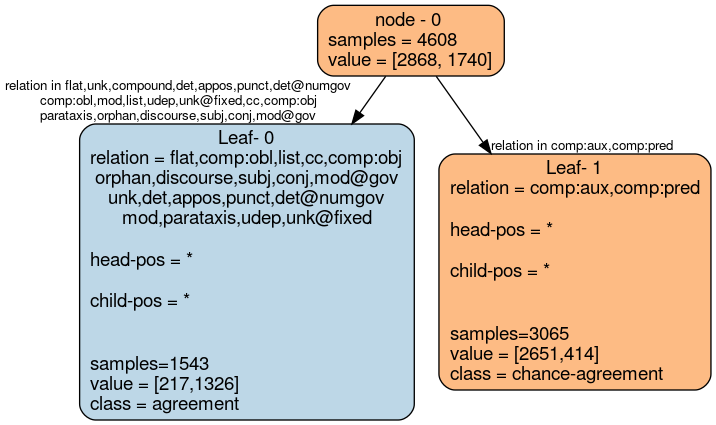 node - 0
samples = 4608
value = [2868, 1740]
relation in flat,unk,compound,det,appos,punct,det@numgov
comp:obl,mod,list,udep,unk@fixed,cc,comp:obj
parataxis,orphan,discourse,subj,conj,mod@gov
relation in comp:aux,comp:pred
Leaf- 0
relation = flat,comp:obl,list,cc,comp:obj
orphan,discourse,subj,conj,mod@gov
unk,det,appos,punct,det@numgov
mod,parataxis,udep,unk@fixed
head-pos = *
child-pos = *
samples=1543
value = [217,1326]
class = agreement
Leaf- 1
relation = comp:aux,comp:pred
head-pos = *
child-pos = *
samples=3065
value = [2651,414]
class = chance-agreement